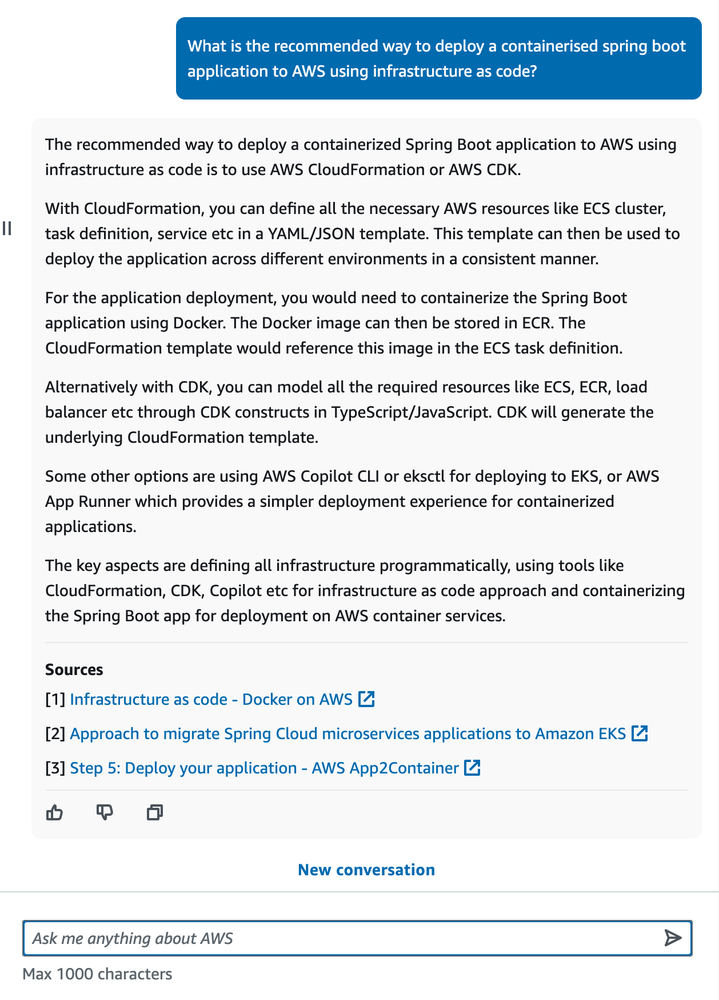 What is the recommended way to deploy a containerised spring boot
application to AWS using infrastructure as code?
The recommended way to deploy a containerized Spring Boot application to AWS using
infrastructure as code is to use AWS CloudFormation or AWS CDK.
With CloudFormation, you can define all the necessary AWS resources like ECS cluster,
task definition, service etc in a YAML/JSON template. This template can then be used to
deploy the application across different environments in a consistent manner.
For the application deployment, you would need to containerize the Spring Boot
application using Docker. The Docker image can then be stored in ECR. The
CloudFormation template would reference this image in the ECS task definition.
Alternatively with CDK, you can model all the required resources like ECS, ECR, load
balancer etc through CDK constructs in TypeScript/JavaScript. CDK will generate the
underlying CloudFormation template.
Some other options are using AWS Copilot CLI or eksctl for deploying to EKS, or AWS
App Runner which provides a simpler deployment experience for containerized
applications.
The key aspects are defining all infrastructure programmatically, using tools like
CloudFormation, CDK, Copilot etc for infrastructure as code approach and containerizing
the Spring Boot app for deployment on AWS container services.
Sources
[1] Infrastructure as code - Docker on AWS
[2] Approach to migrate Spring Cloud microservices applications to Amazon EKS
[3] Step 5: Deploy your application - AWS App2Container
New conversation
Ask me anything about AWS
Max 1000 characters